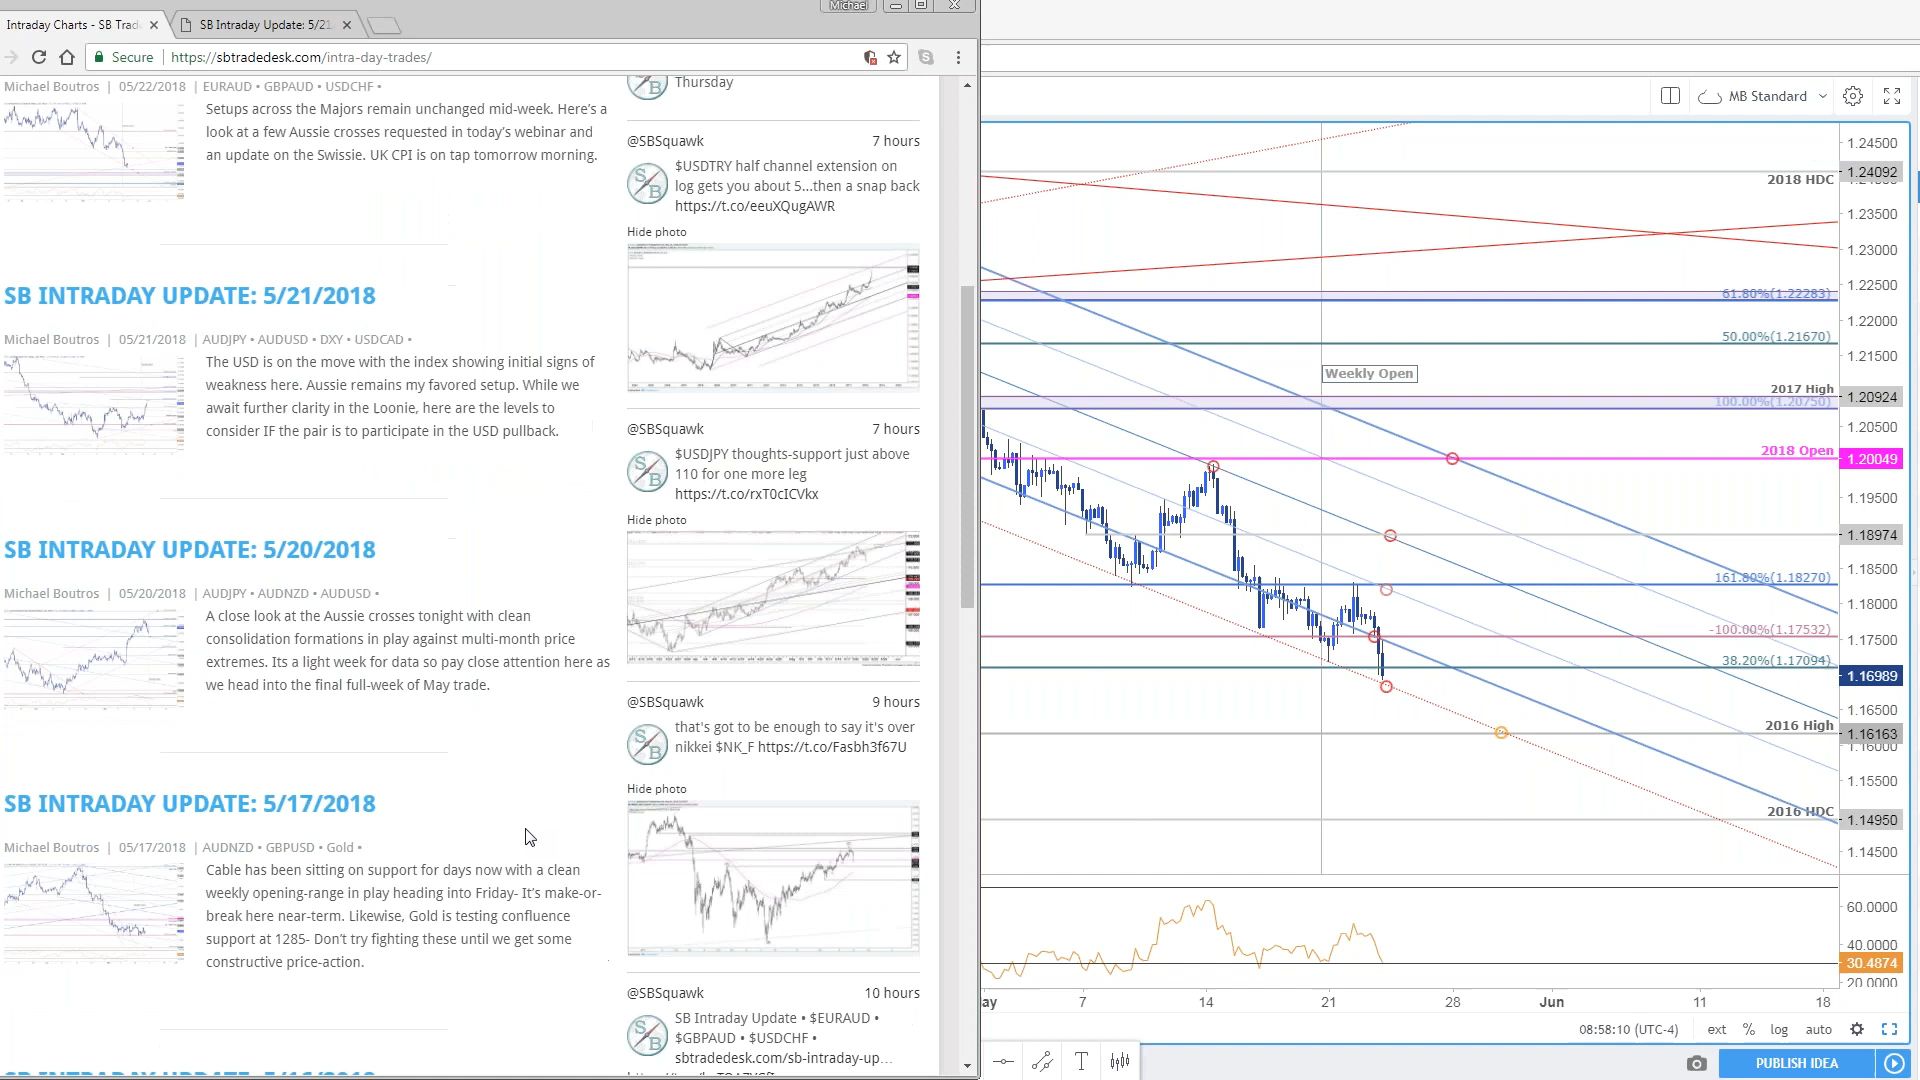 Michael
Intraday Charts - SB Trad
SB Intraday Update: 5/21
Secure
https://sbtradedesk.com/intra-day-trades/
Michael Boutros | 05/22/2018 | EURAUD • GBPAUD • USDCHF •
Setups across the Majors remain unchanged mid-week. Here's a
look at a few Aussie crosses requested in today's webinar and
an update on the Swissie. UK CPI is on tap tomorrow morning.
SB INTRADAY UPDATE: 5/21/2018
Michael Boutros | 05/21/2018 | AUDJPY • AUDUSD • DXY • USDCAD •
The USD is on the move with the index showing initial signs of
weakness here. Aussie remains my favored setup. While we
await further clarity in the Loonie, here are the levels to
consider IF the pair is to participate in the USD pullback.
SB INTRADAY UPDATE: 5/20/2018
Michael Boutros | 05/20/2018 | AUDJPY • AUDNZD • AUDUSD •
A close look at the Aussie crosses tonight with clean
consolidation formations in play against multi-month price
extremes. Its a light week for data so pay close attention here as
we head into the final full-week of May trade.
SB INTRADAY UPDATE: 5/17/2018
Michael Boutros | 05/17/2018 | AUDNZD • GBPUSD • Gold •
Cable has been sitting on support for days now with a clean
weekly opening-range in play heading into Friday- It's make-or-
break here near-term. Likewise, Gold is testing confluence
support at 1285- Don't try fighting these until we get some
constructive price-action.
Thursday
@SBSquawk 7 hours
$USDTRY half channel extension on
log gets you about 5...then a snap back
https://t.co/eeuXQugAWR
Hide photo
@SBSquawk 7 hours
$USDJPY thoughts-support just above
110 for one more leg
https://t.co/rxT0cICVkx
Hide photo
@SBSquawk 9 hours
that's got to be enough to say it's over
nikkei $NK_F https://t.co/Fasbh3f67U
Hide photo
@SBSquawk 10 hours
SB Intraday Update • $EURAUD •
$GBPAUD • $USDCHF •
sbtradedesk.com/sb-intraday-up…
MB Standard
1.24500
1.24092
2018 HDC
1.23500
1.23000
1.22500
61.80%(1.22283)
1.22000
50.00%(1.21670)
1.21500
Weekly Open
2017 High
1.20924
100.00%(1.20750)
1.20500
2018 Open
1.20049
1.19500
1.18974
1.18500
161.80%(1.18270)
1.18000
-100.00%(1.17532)
1.17500
38.20%(1.17094)
1.16989
1.16500
2016 High
1.16163
1.16000
1.15500
2016 HDC
1.14950
1.14500
60.0000
40.0000
30.4874
20.0000
ay 7 14 21 28 Jun 11 18
08:58:10 (UTC-4) ext % log auto
T
PUBLISH IDEA